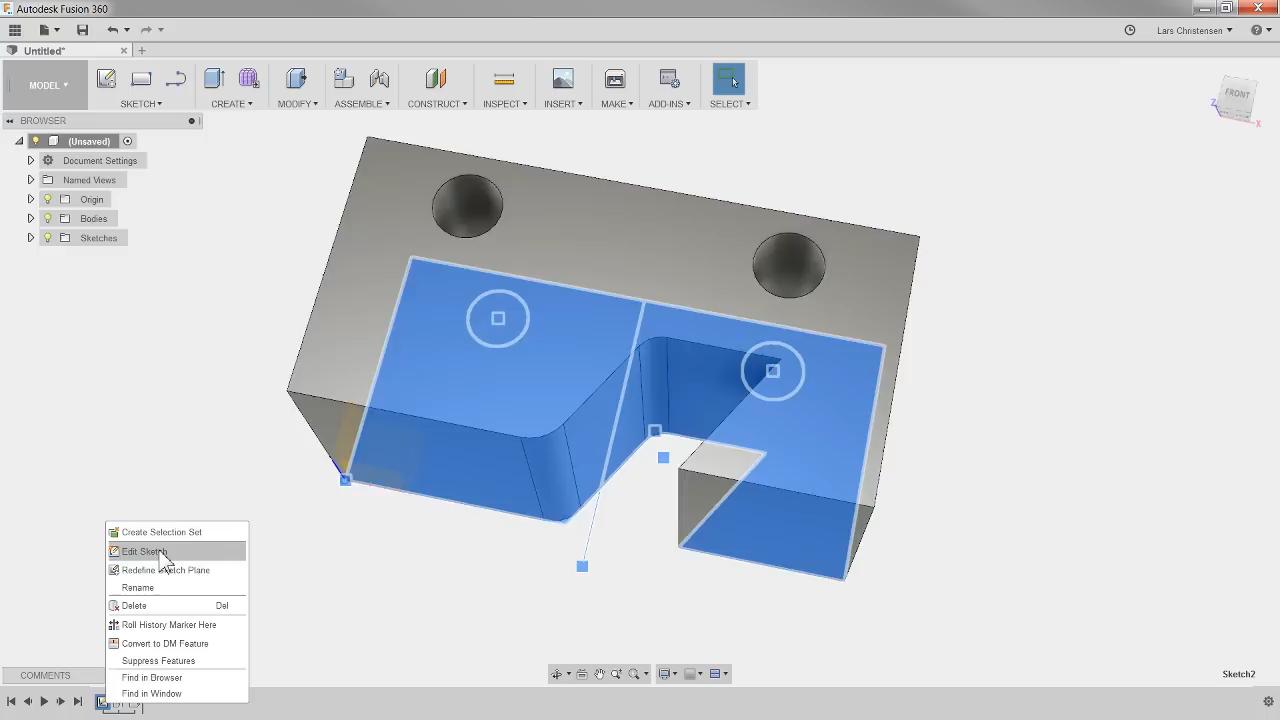 Autodesk Fusion 360
Lars Christensen
Untitled*
MODEL
SKETCH
CREATE
MODIFY
ASSEMBLE
CONSTRUCT
INSPECT
INSERT
MAKE
ADD-INS
SELECT
FRONT
Z
X
BROWSER
(Unsaved)
Document Settings
Named Views
Origin
Bodies
Sketches
Create Selection Set
Edit Sketch
Redefine Sketch Plane
Rename
Delete Del
Roll History Marker Here
Convert to DM Feature
Suppress Features
Find in Browser
Find in Window
COMMENTS
Sketch2